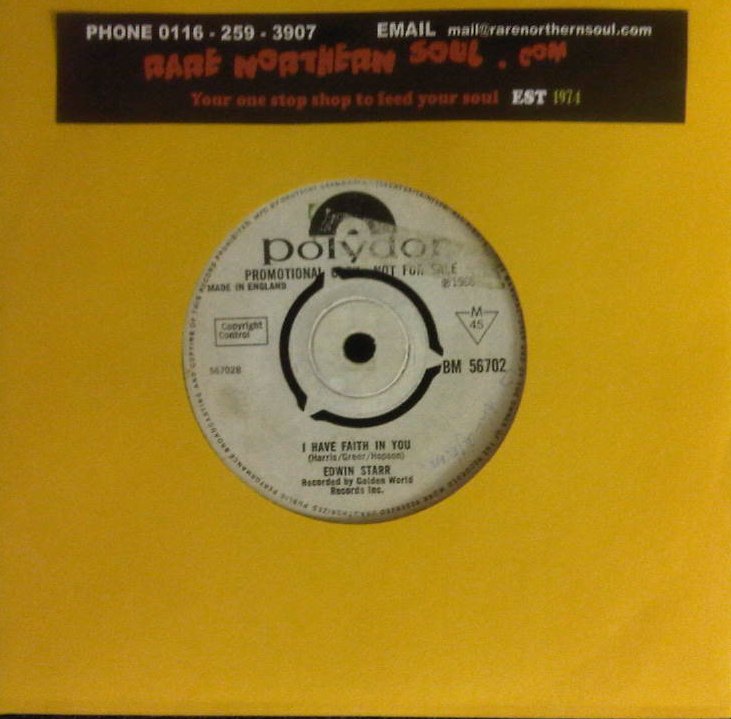 PHONE 0116 - 259 - 3907 EMAIL mail@rarenorthernsoul.com
RARE NORTHERN SOUL . COM
Your one stop shop to feed your soul EST 1974
polydor
PROMOTIONAL NOT FOR SALE
MADE IN ENGLAND
℗ 1966
Copyright
Control
M
45
56702B
BM 56702
I HAVE FAITH IN YOU
(Harris/Greer/Hopson)
EDWIN STARR
Recorded by Golden World
Records Inc.